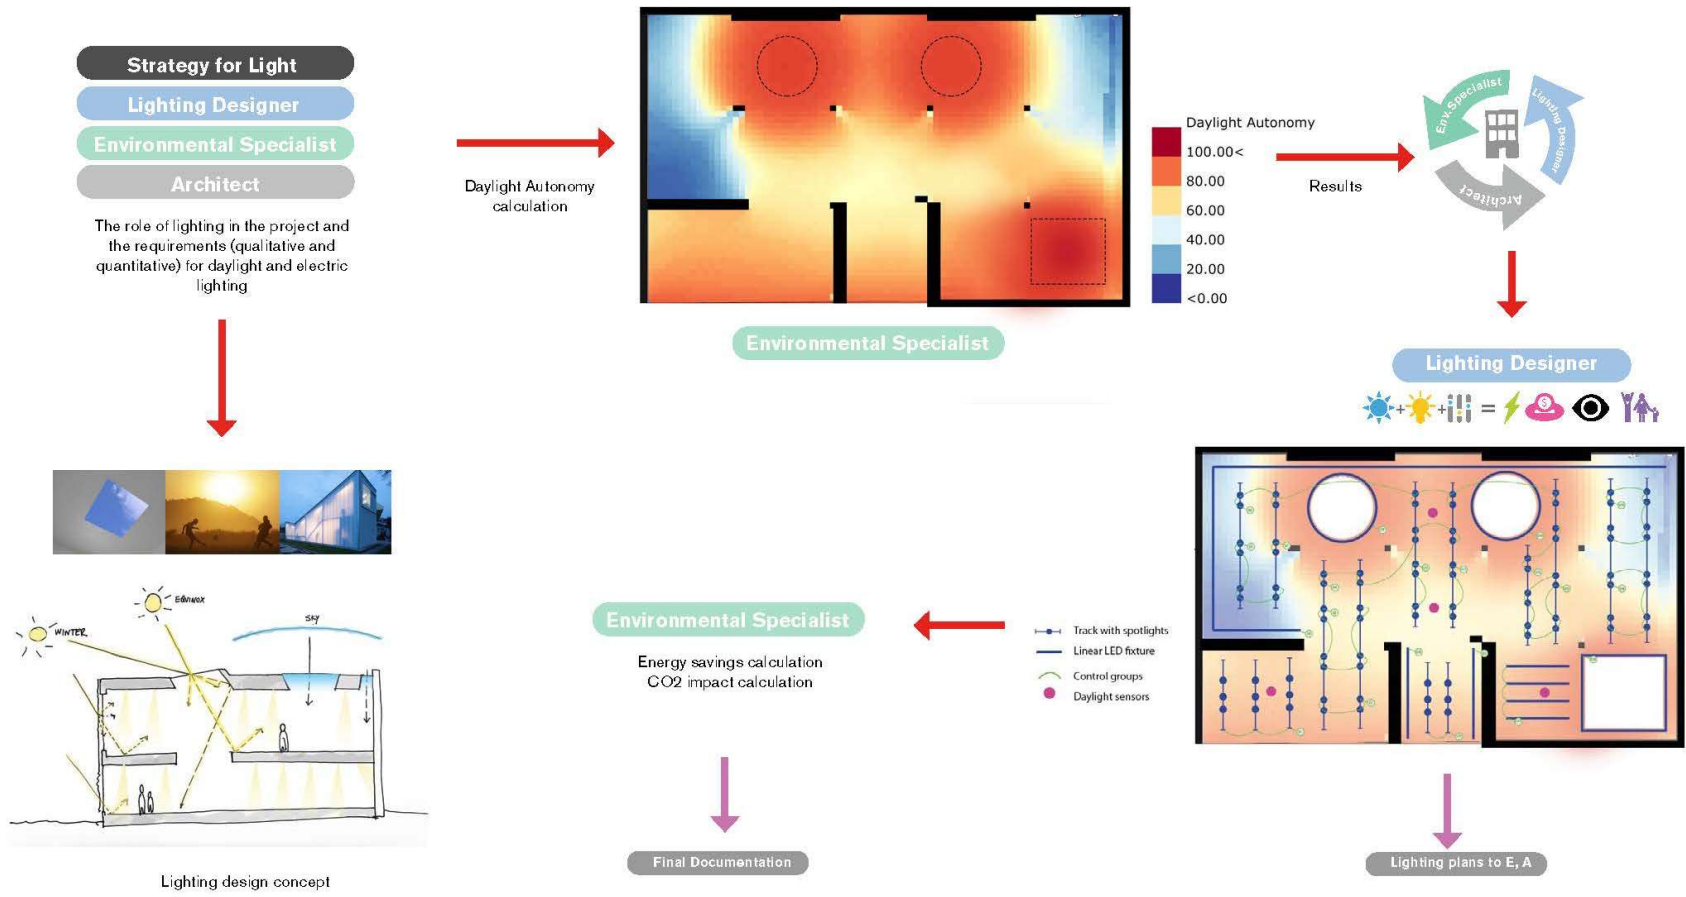 Strategy for Light
Lighting Designer
Environmental Specialist
Architect
The role of lighting in the project and
the requirements (qualitative and
quantitative) for daylight and electric
lighting
Daylight Autonomy
calculation
Environmental Specialist
Daylight Autonomy
100.00<
80.00
60.00
40.00
20.00
<0.00
Results
Env.Specialist
Lighting Designer
Architect
Lighting Designer
+ + =
$
Track with spotlights
Linear LED fixture
Control groups
Daylight sensors
Lighting plans to E, A
Environmental Specialist
Energy savings calculation
CO2 impact calculation
Final Documentation
WINTER
EQUINOX
SKY
Lighting design concept